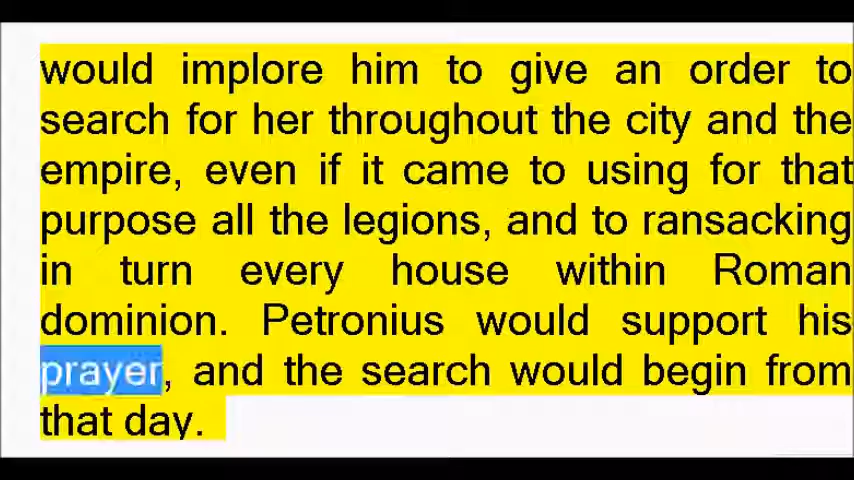 would implore him to give an order to
search for her throughout the city and the
empire, even if it came to using for that
purpose all the legions, and to ransacking
in turn every house within Roman
dominion. Petronius would support his
prayer, and the search would begin from
that day.